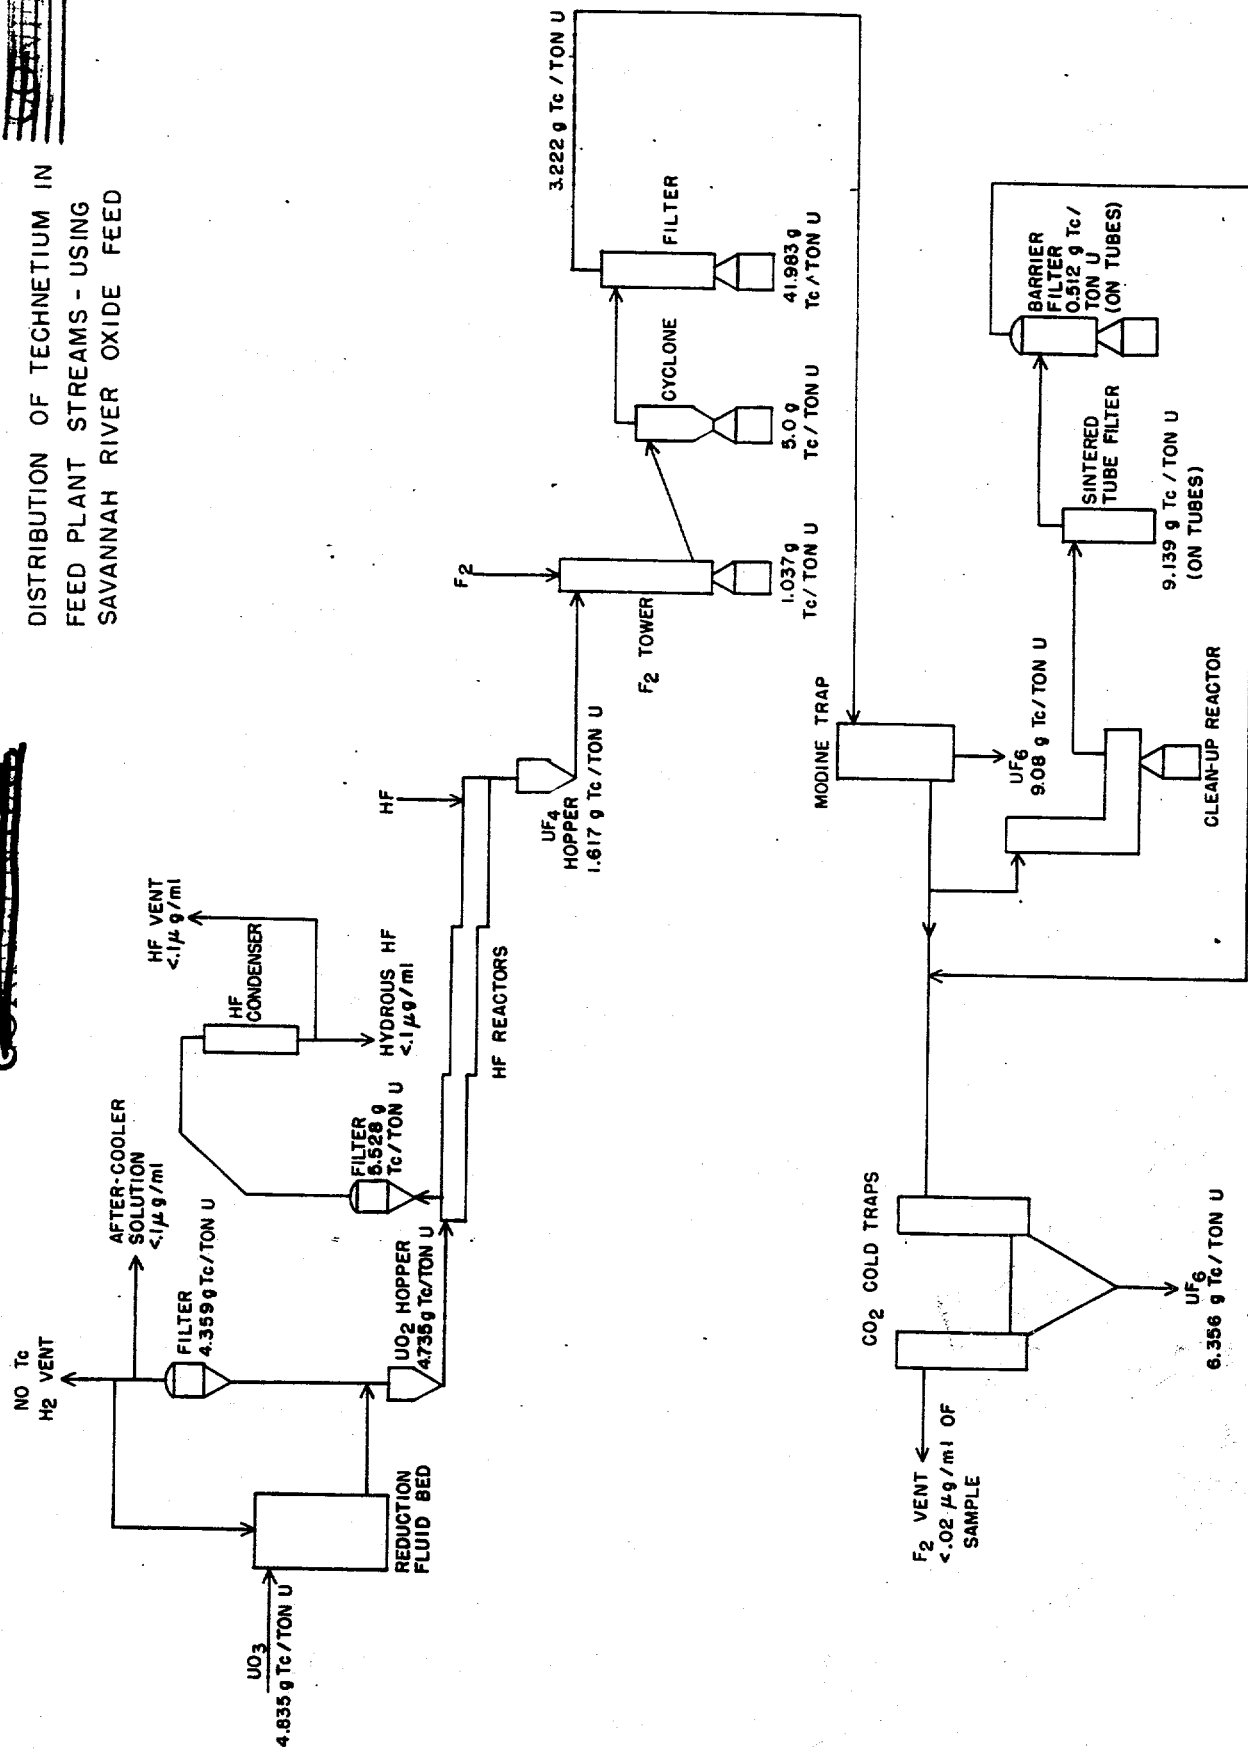 DISTRIBUTION OF TECHNETIUM IN
FEED PLANT STREAMS - USING
SAVANNAH RIVER OXIDE FEED
NO Tc
H2 VENT
AFTER-COOLER
SOLUTION
<.1μg/ml
FILTER
4.359g Tc/TON U
UO3
4.835 g Tc/TON U
REDUCTION
FLUID BED
UO2 HOPPER
4.735g Tc/TON U
FILTER
5.528 g
Tc/TON U
HF
CONDENSER
HF VENT
<.1μg/ml
HYDROUS HF
<.1μg/ml
HF REACTORS
HF
UF4
HOPPER
1.617 g Tc/TON U
F2
F2 TOWER
1.037g
Tc/TON U
CYCLONE
5.0 g
Tc/TON U
FILTER
41.983 g
Tc/TON U
3.222 g Tc/TON U
MODINE TRAP
UF6
9.08 g Tc/TON U
CLEAN-UP REACTOR
SINTERED
TUBE FILTER
9.139 g Tc/TON U
(ON TUBES)
BARRIER
FILTER
0.512 g Tc/
TON U
(ON TUBES)
CO2 COLD TRAPS
UF6
6.356 g Tc/TON U
F2 VENT
<.02 μg/ml OF
SAMPLE